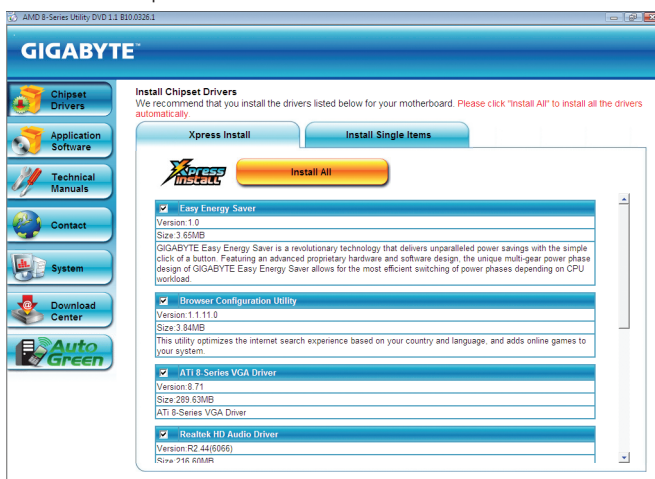 AMD 8-Series Utility DVD 1.1 B10.0326.1
GIGABYTE™
Chipset
Drivers
Application
Software
Technical
Manuals
Contact
System
Download
Center
Auto
Green
Install Chipset Drivers
We recommend that you install the drivers listed below for your motherboard. Please click "Install All" to install all the drivers
automatically.
Xpress Install
Install Single Items
Xpress
Install
Install All
Easy Energy Saver
Version:1.0
Size:3.65MB
GIGABYTE Easy Energy Saver is a revolutionary technology that delivers unparalleled power savings with the simple
click of a button. Featuring an advanced proprietary hardware and software design, the unique multi-gear power phase
design of GIGABYTE Easy Energy Saver allows for the most efficient switching of power phases depending on CPU
workload.
Browser Configuration Utility
Version:1.1.11.0
Size:3.84MB
This utility optimizes the internet search experience based on your country and language, and adds online games to
your system.
ATi 8-Series VGA Driver
Version:8.71
Size:289.63MB
ATi 8-Series VGA Driver
Realtek HD Audio Driver
Version:R2.44(6066)
Size:216.60MB